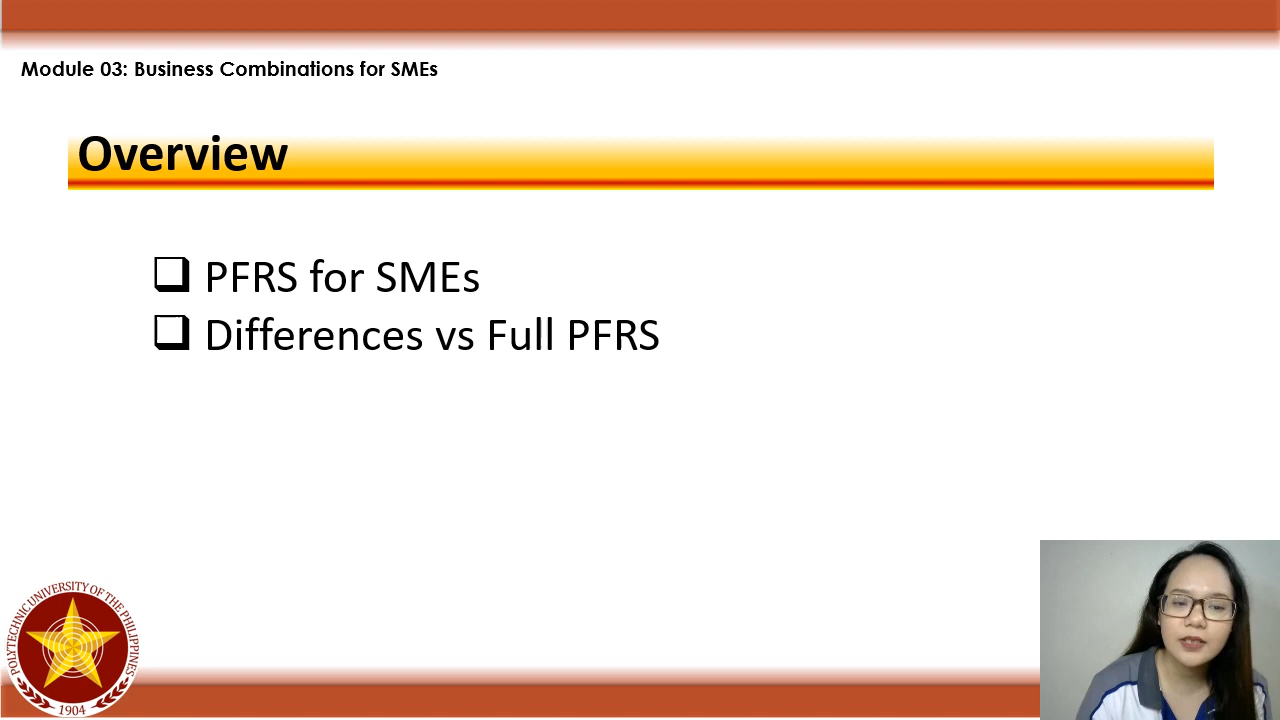 Module 03: Business Combinations for SMEs
Overview
PFRS for SMEs
Differences vs Full PFRS
POLYTECHNIC UNIVERSITY OF THE PHILIPPINES
1904